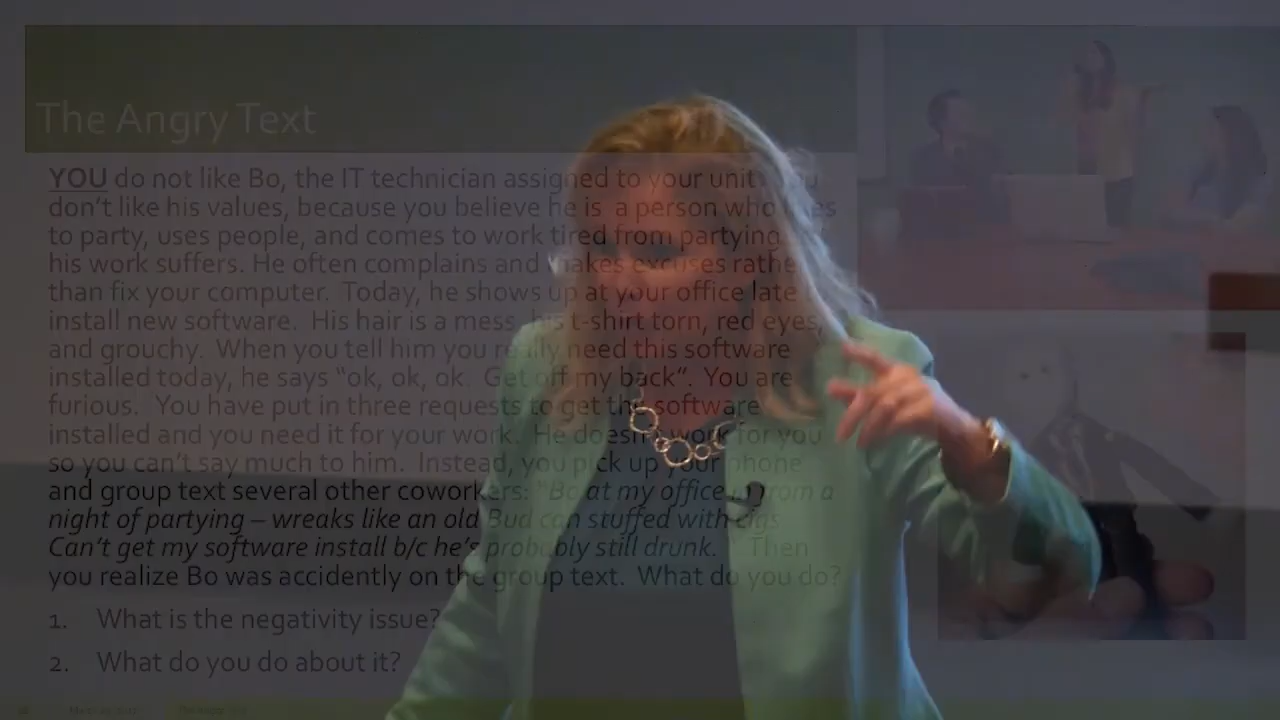 The Angry Text
YOU do not like Bo, the IT technician assigned to your unit. You
don't like his values, because you believe he is a person who likes
to party, uses people, and comes to work tired from partying
his work suffers. He often complains and makes excuses rather
than fix your computer. Today, he shows up at your office late
install new software. His hair is a mess, his t-shirt torn, red eyes,
and grouchy. When you tell him you really need this software
installed today, he says "ok, ok, ok. Get off my back". You are
furious. You have put in three requests to get the software
installed and you need it for your work. He doesn't work for you
so you can't say much to him. Instead, you pick up your phone
and group text several other coworkers: "Bo at my office from a
night of partying – wreaks like an old Bud can stuffed with cigs
Can't get my software install b/c he's probably still drunk. Then
you realize Bo was accidently on the group text. What do you do?
1. What is the negativity issue?
2. What do you do about it?